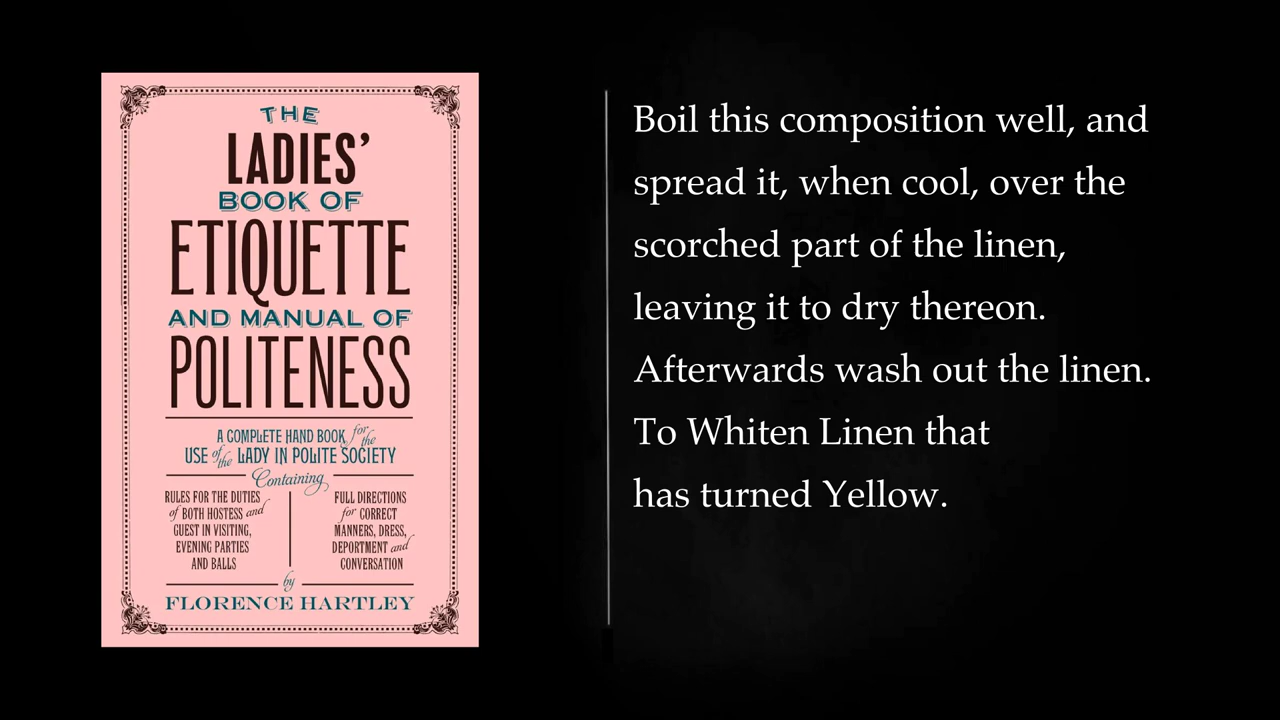 THE
LADIES'
BOOK OF
ETIQUETTE
AND MANUAL OF
POLITENESS
A COMPLETE HAND BOOK for the
USE of the LADY IN POLITE SOCIETY
Containing
RULES FOR THE DUTIES
of BOTH HOSTESS and
GUEST IN VISITING,
EVENING PARTIES
AND BALLS
FULL DIRECTIONS
for CORRECT
MANNERS, DRESS,
DEPORTMENT and
CONVERSATION
by
FLORENCE HARTLEY
Boil this composition well, and
spread it, when cool, over the
scorched part of the linen,
leaving it to dry thereon.
Afterwards wash out the linen.
To Whiten Linen that
has turned Yellow.